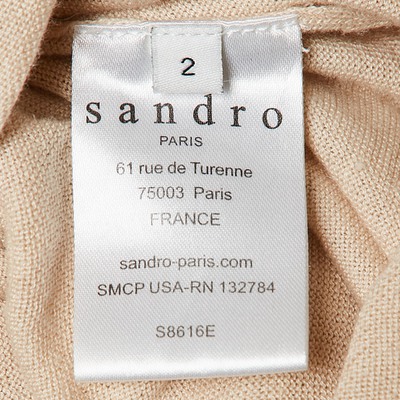 2
sandro
PARIS
61 rue de Turenne
75003 Paris
FRANCE
sandro-paris.com
SMCP USA-RN 132784
S8616E